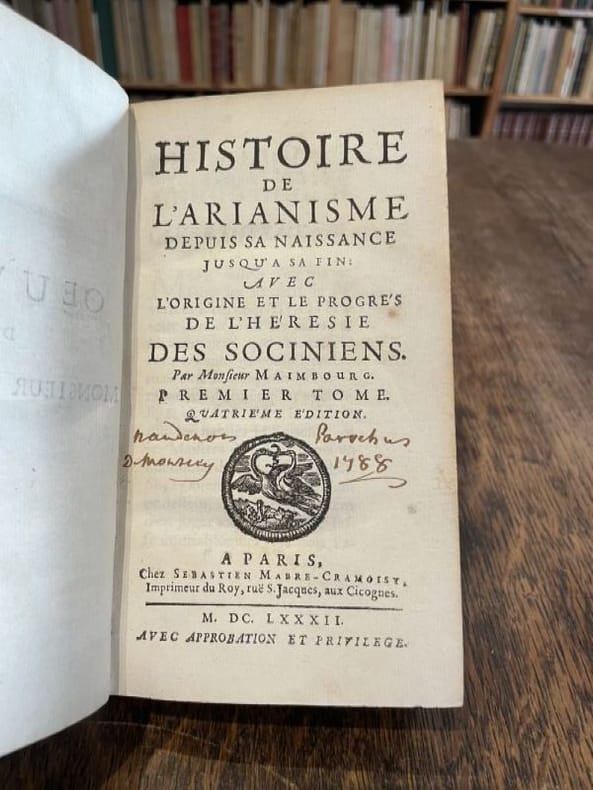 HISTOIRE
DE
L'ARIANISME
DEPUIS SA NAISSANCE
JUSQU'A SA FIN:
AVEC
L'ORIGINE ET LE PROGRE'S
DE L'HE'RESIE
DES SOCINIENS.
Par Monsieur MAIMBOURG.
PREMIER TOME.
QUATRIE'ME E'DITION.
Parochus
1788
A PARIS,
Chez SEBASTIEN MABRE-CRAMOISY,
Imprimeur du Roy, ruë S. Jacques, aux Cicognes.
M. DC. LXXXII.
AVEC APPROBATION ET PRIVILEGE.